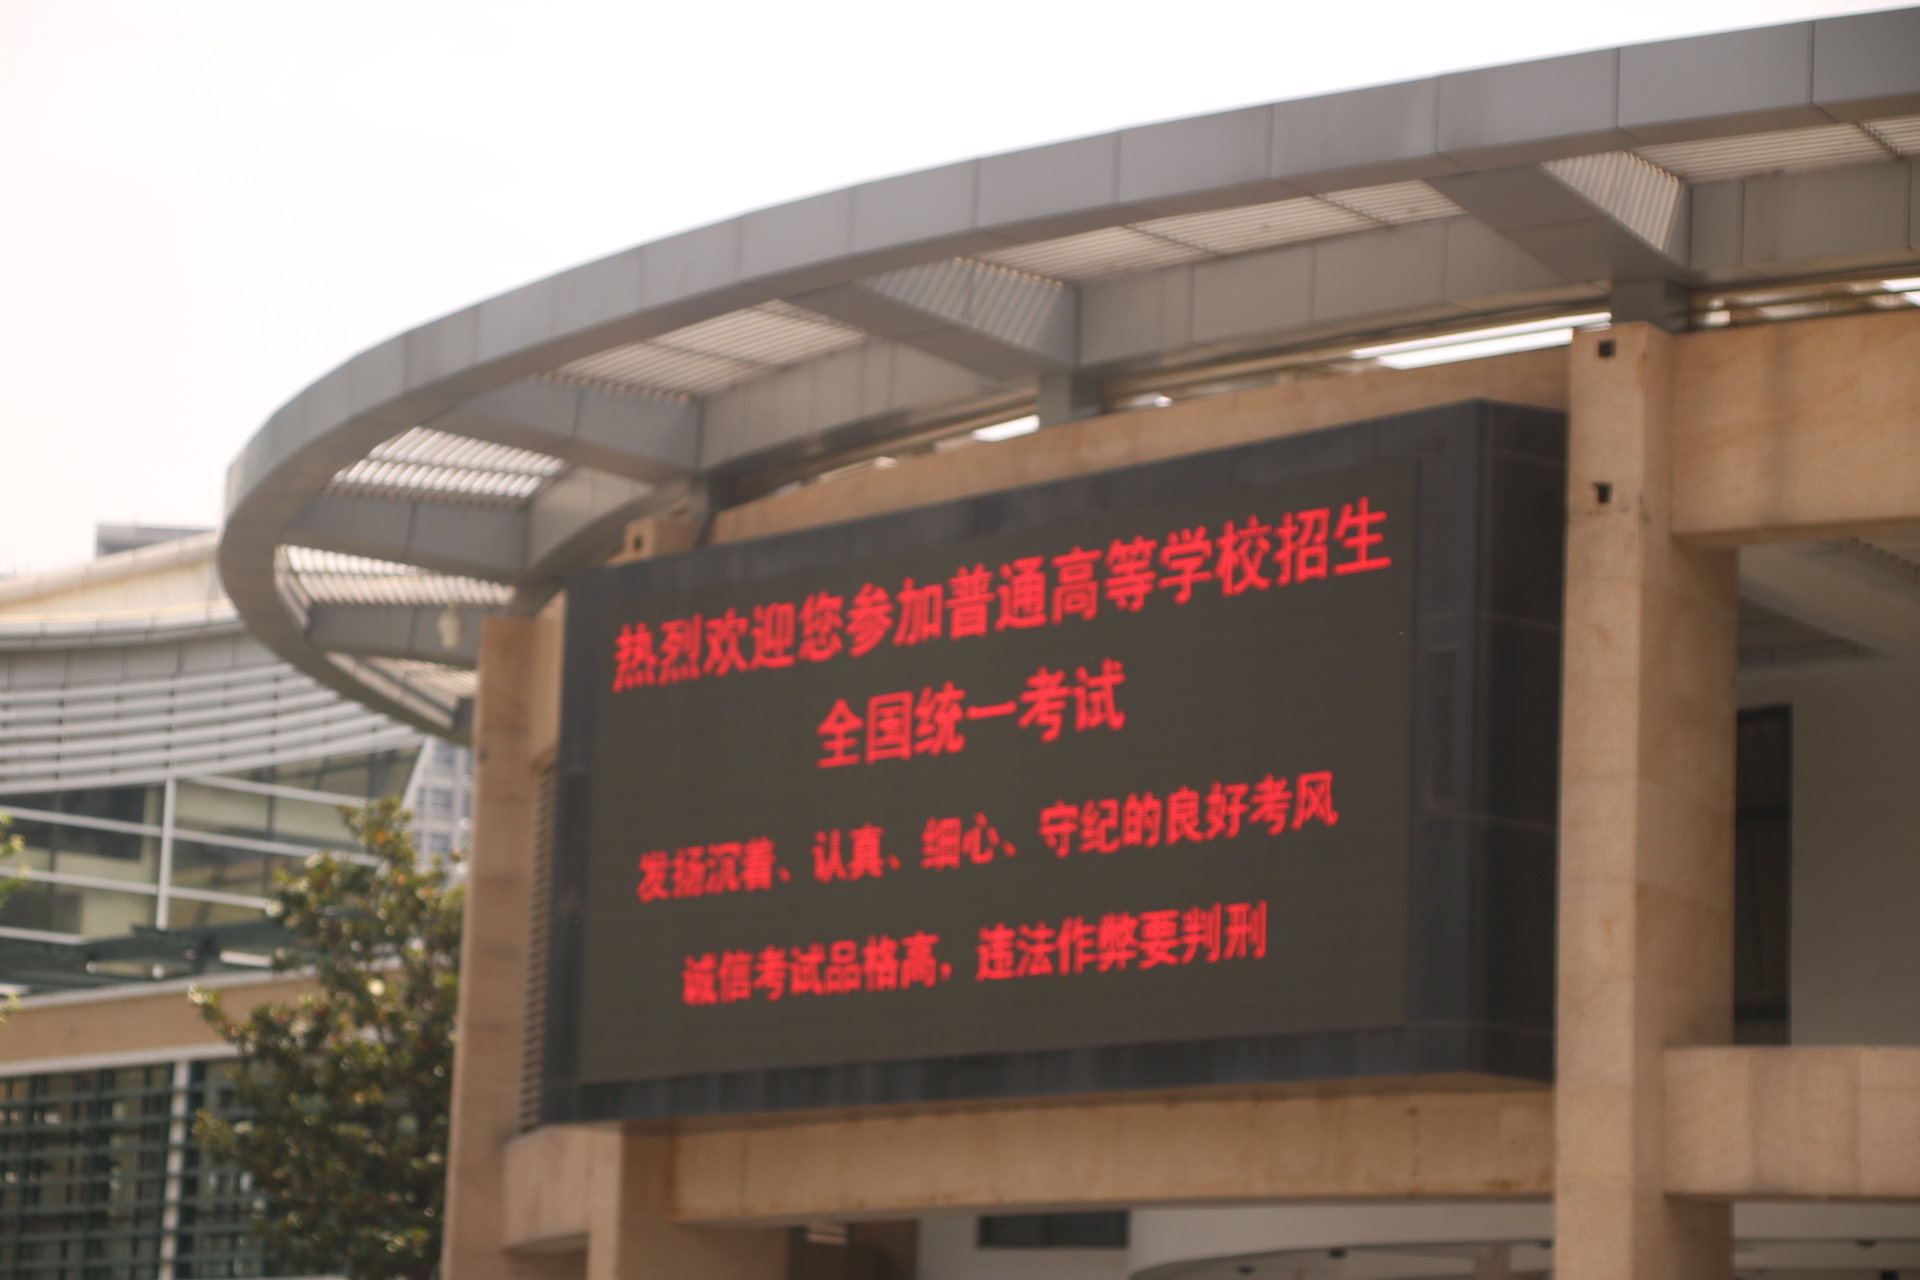 热烈欢迎您参加普通高等学校招生
全国统一考试
发扬沉着、认真、细心、守纪的良好考风
诚信考试品格高，违法作弊要判刑